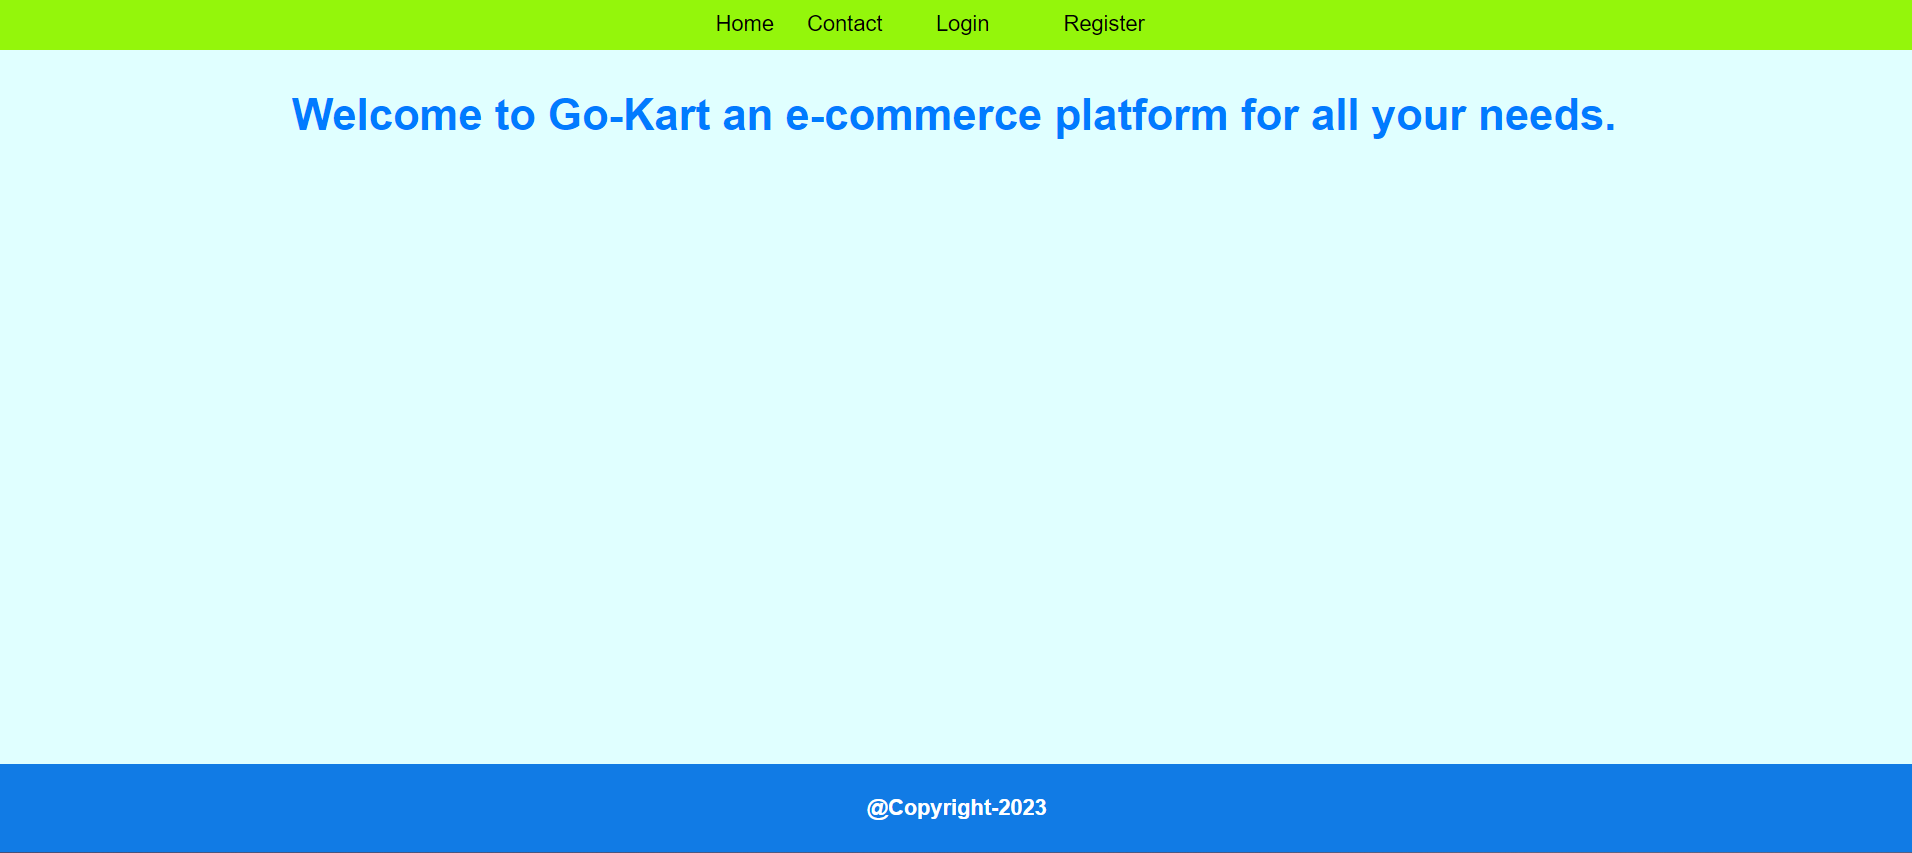 Home Contact Login Register
Welcome to Go-Kart an e-commerce platform for all your needs.
@Copyright-2023